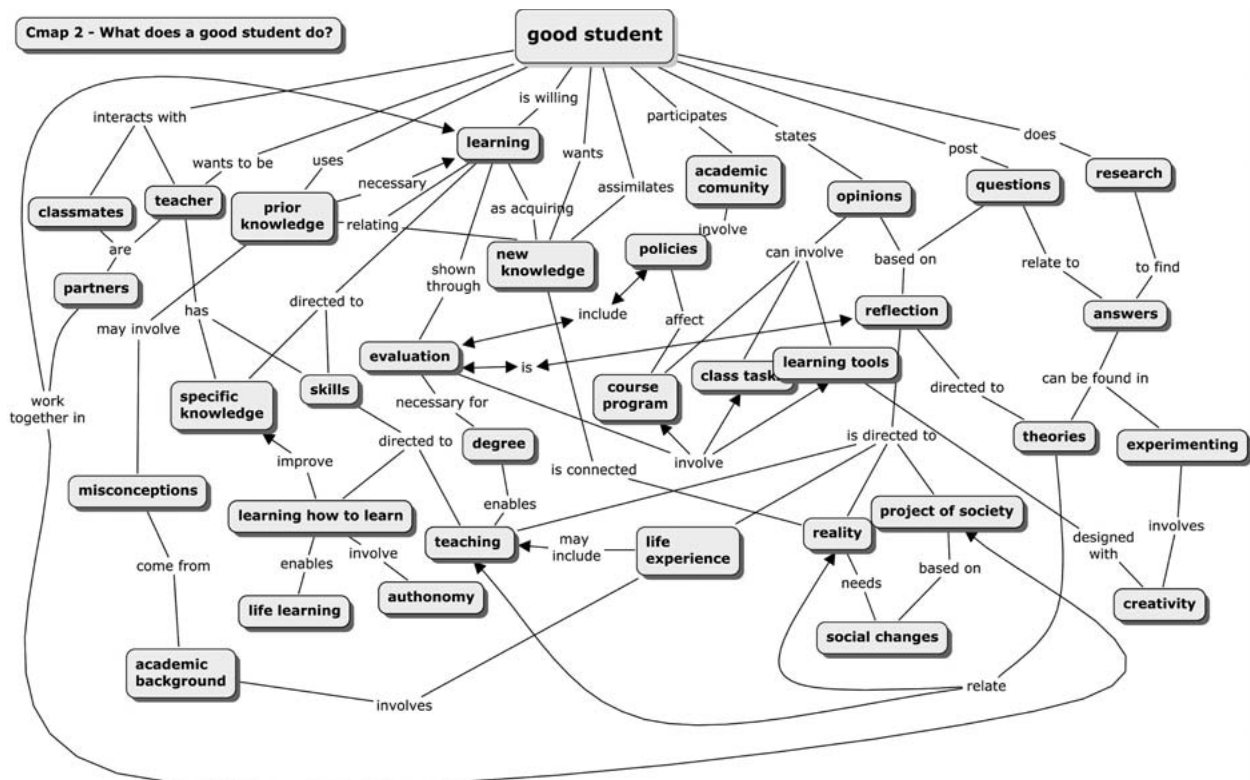 Cmap 2 - What does a good student do?
good student
is willing
interacts with
participates
states
does
learning
wants
post
wants to be
uses
necessary
assimilates
academic
comunity
research
classmates
teacher
prior
knowledge
relating
as acquiring
opinions
questions
are
policies
involve
can involve
based on
new
knowledge
shown
through
relate to
to find
partners
directed to
has
include
may involve
affect
reflection
answers
evaluation
is
class task
learning tools
work
together in
specific
knowledge
skills
necessary for
course
program
directed to
can be found in
directed to
degree
is directed to
theories
experimenting
improve
is connected
involve
misconceptions
learning how to learn
enables
project of society
teaching
may
include
life
experience
reality
designed
with
involves
come from
enables
involve
needs
based on
life learning
authonomy
creativity
social changes
academic
background
involves
relate